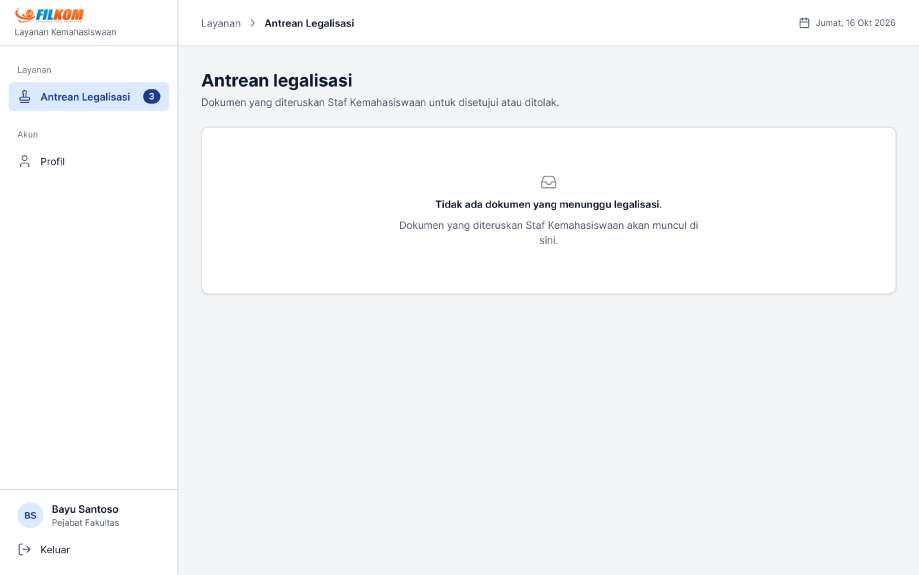 FILKOM
Layanan Kemahasiswaan
Layanan
Antrean Legalisasi 3
Akun
Profil
BS
Bayu Santoso
Pejabat Fakultas
Keluar
Layanan > Antrean Legalisasi
Jumat, 16 Okt 2026
Antrean legalisasi
Dokumen yang diteruskan Staf Kemahasiswaan untuk disetujui atau ditolak.
Tidak ada dokumen yang menunggu legalisasi.
Dokumen yang diteruskan Staf Kemahasiswaan akan muncul di
sini.